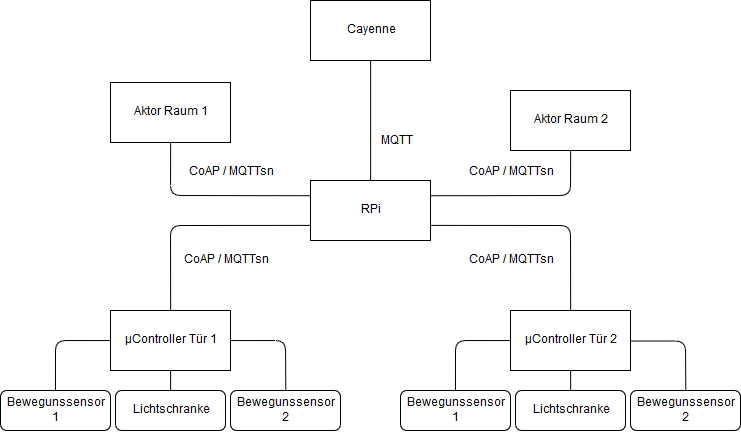 Cayenne
Aktor Raum 1
Aktor Raum 2
MQTT
CoAP / MQTTsn
CoAP / MQTTsn
RPi
CoAP / MQTTsn
CoAP / MQTTsn
µController Tür 1
µController Tür 2
Bewegunssensor
1
Lichtschranke
Bewegunssensor
2
Bewegunssensor
1
Lichtschranke
Bewegunssensor
2